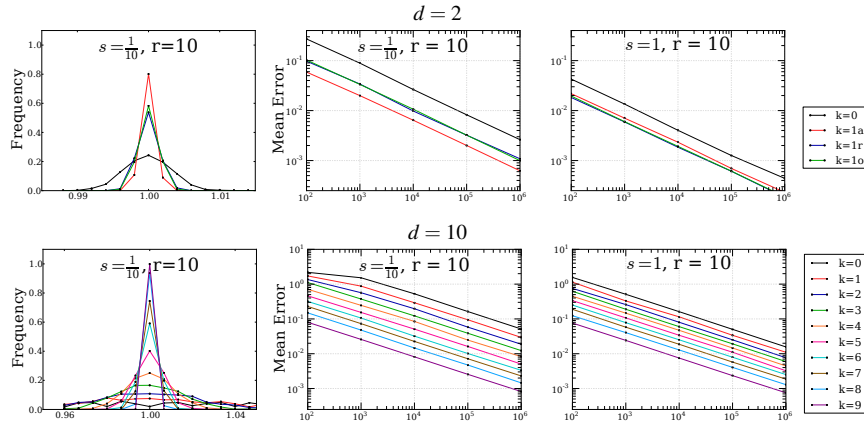 d = 2
s = 1/10, r=10
Frequency
1.0
0.8
0.6
0.4
0.2
0.0
0.99
1.00
1.01
s = 1/10, r = 10
Mean Error
10^-1
10^-2
10^-3
10^2
10^3
10^4
10^5
10^6
s=1, r = 10
10^-1
10^-2
10^-3
10^2
10^3
10^4
10^5
10^6
k=0
k=1a
k=1r
k=1o
d = 10
s = 1/10, r=10
Frequency
1.0
0.8
0.6
0.4
0.2
0.0
0.96
1.00
1.04
s = 1/10, r = 10
Mean Error
10^1
10^0
10^-1
10^-2
10^-3
10^2
10^3
10^4
10^5
10^6
s=1, r = 10
10^1
10^0
10^-1
10^-2
10^-3
10^2
10^3
10^4
10^5
10^6
k=0
k=1
k=2
k=3
k=4
k=5
k=6
k=7
k=8
k=9